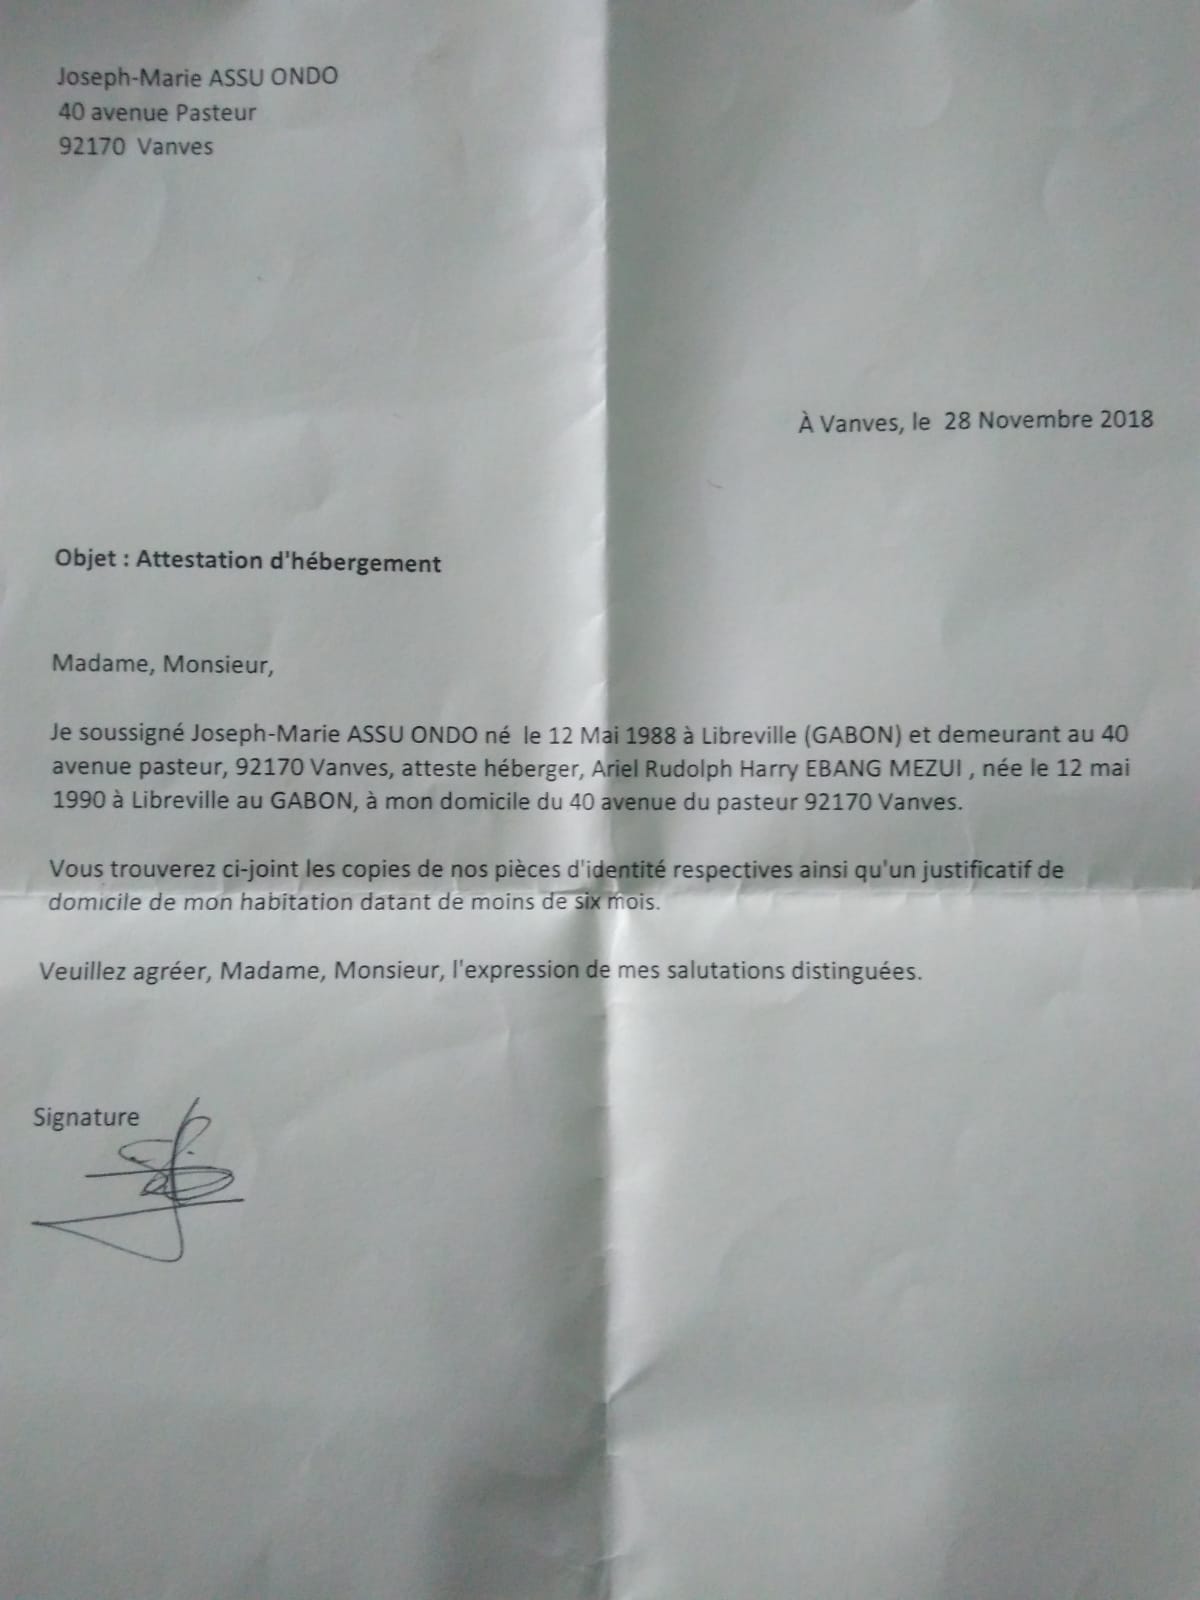 Joseph-Marie ASSU ONDO
40 avenue Pasteur
92170 Vanves
À Vanves, le 28 Novembre 2018
Objet : Attestation d'hébergement
Madame, Monsieur,
Je soussigné Joseph-Marie ASSU ONDO né le 12 Mai 1988 à Libreville (GABON) et demeurant au 40
avenue pasteur, 92170 Vanves, atteste héberger, Ariel Rudolph Harry EBANG MEZUI , née le 12 mai
1990 à Libreville au GABON, à mon domicile du 40 avenue du pasteur 92170 Vanves.
Vous trouverez ci-joint les copies de nos pièces d'identité respectives ainsi qu'un justificatif de
domicile de mon habitation datant de moins de six mois.
Veuillez agréer, Madame, Monsieur, l'expression de mes salutations distinguées.
Signature